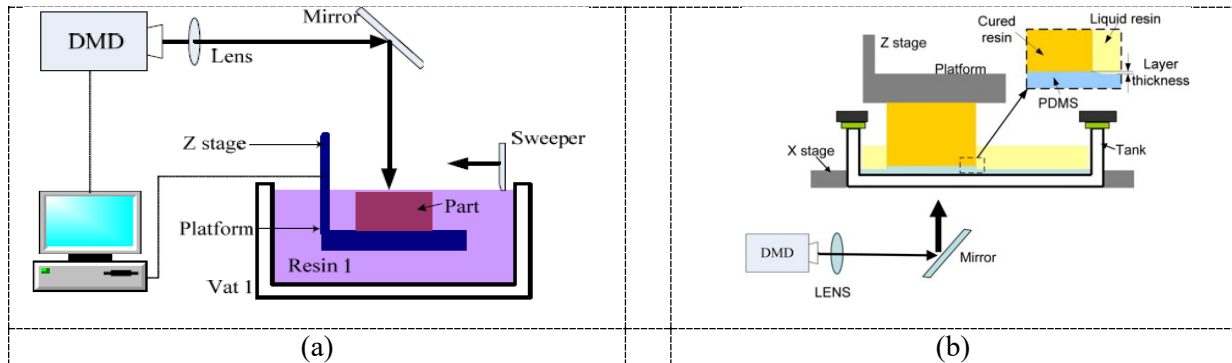 DMD
Mirror
Lens
Z stage
Sweeper
Part
Platform
Resin 1
Vat 1
(a)
Cured
resin
Liquid resin
Z stage
Platform
Layer
thickness
PDMS
X stage
Tank
DMD
Mirror
LENS
(b)